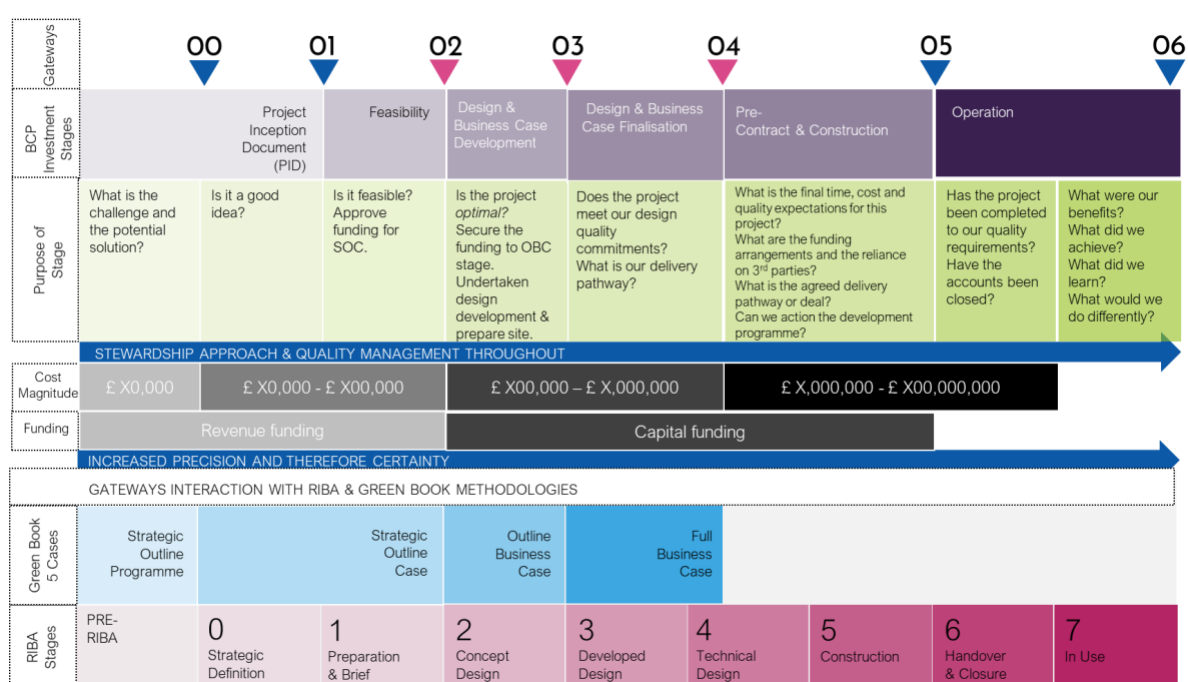 Gateways
00
01
02
03
04
05
06
BCP
Investment
Stages
Project
Inception
Document
(PID)
Feasibility
Design &
Business Case
Development
Design & Business
Case Finalisation
Pre-
Contract & Construction
Operation
Purpose of
Stage
What is the
challenge and
the potential
solution?
Is it a good
idea?
Is it feasible?
Approve
funding for
SOC.
Is the project
optimal?
Secure the
funding to OBC
stage.
Undertaken
design
development &
prepare site.
Does the project
meet our design
quality
commitments?
What is our delivery
pathway?
What is the final time, cost and
quality expectations for this
project?
What are the funding
arrangements and the reliance
on 3rd parties?
What is the agreed delivery
pathway or deal?
Can we action the development
programme?
Has the project
been completed
to our quality
requirements?
Have the
accounts been
closed?
What were our
benefits?
What did we
achieve?
What did we
learn?
What would we
do differently?
STEWARDSHIP APPROACH & QUALITY MANAGEMENT THROUGHOUT
Cost
Magnitude
£ X0,000
£ X0,000 - £ X00,000
£ X00,000 – £ X,000,000
£ X,000,000 - £ X00,000,000
Funding
Revenue funding
Capital funding
INCREASED PRECISION AND THEREFORE CERTAINTY
GATEWAYS INTERACTION WITH RIBA & GREEN BOOK METHODOLOGIES
Green Book
5 Cases
Strategic
Outline
Programme
Strategic
Outline
Case
Outline
Business
Case
Full
Business
Case
RIBA
Stages
PRE-
RIBA
0
Strategic
Definition
1
Preparation
& Brief
2
Concept
Design
3
Developed
Design
4
Technical
Design
5
Construction
6
Handover
& Closure
7
In Use